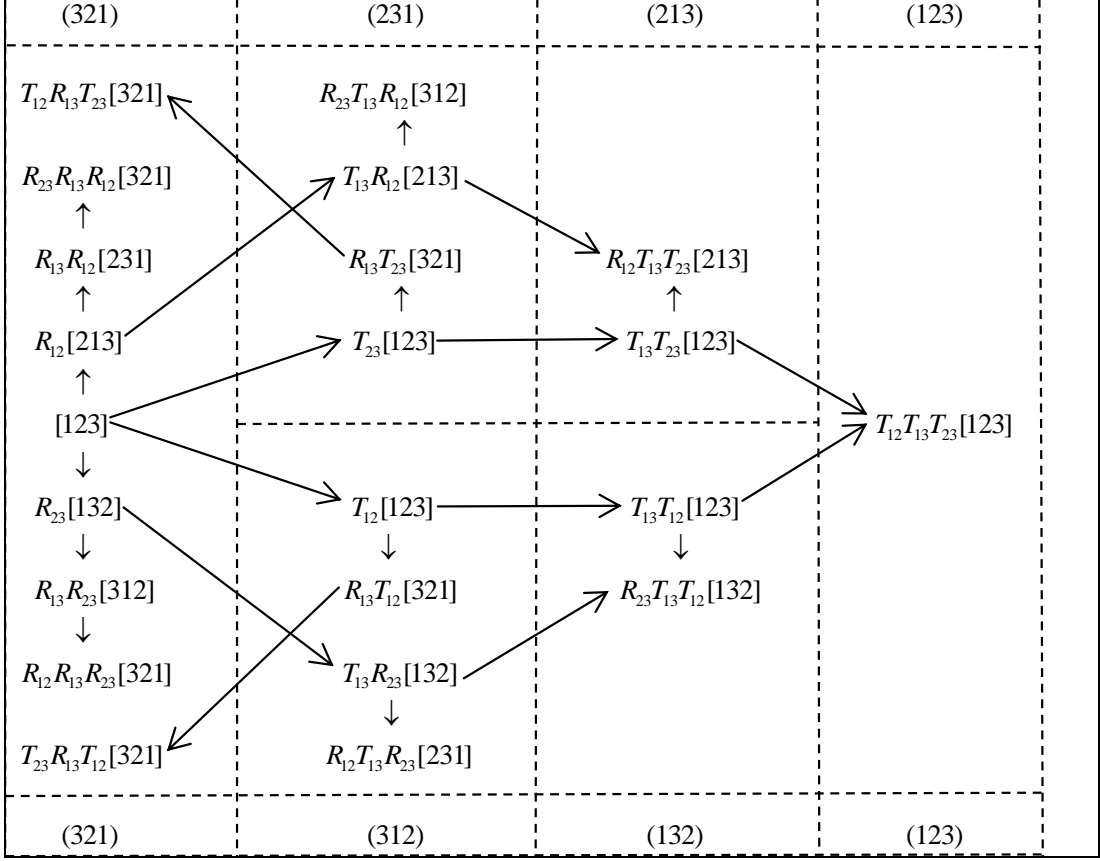 (321) (231) (213) (123)
T₁₂R₁₃T₂₃[321] R₂₃T₁₃R₁₂[312]
↑
R₂₃R₁₃R₁₂[321] T₁₃R₁₂[213]
↑
R₁₃R₁₂[231] R₁₃T₂₃[321] R₁₂T₁₃T₂₃[213]
↑ ↑ ↑
R₁₂[213] T₂₃[123] T₁₃T₂₃[123]
↑
[123] T₁₂T₁₃T₂₃[123]
↓
R₂₃[132] T₁₂[123] T₁₃T₁₂[123]
↓ ↓ ↓
R₁₃R₂₃[312] R₁₃T₁₂[321] R₂₃T₁₃T₁₂[132]
↓
R₁₂R₁₃R₂₃[321] T₁₃R₂₃[132]
↓
T₂₃R₁₃T₁₂[321] R₁₂T₁₃R₂₃[231]
(321) (312) (132) (123)